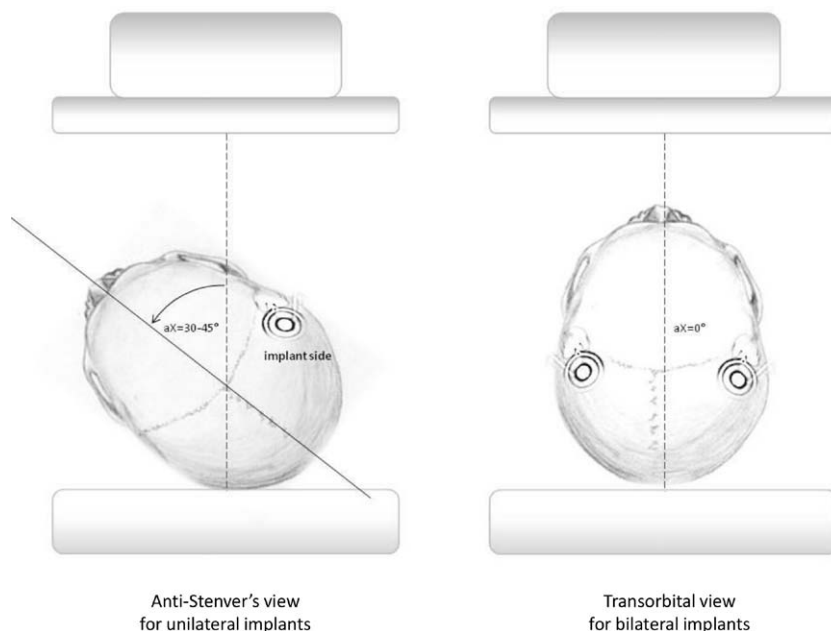 aX=30-45°
implant side
aX=0°
Anti-Stenver's view
for unilateral implants
Transorbital view
for bilateral implants